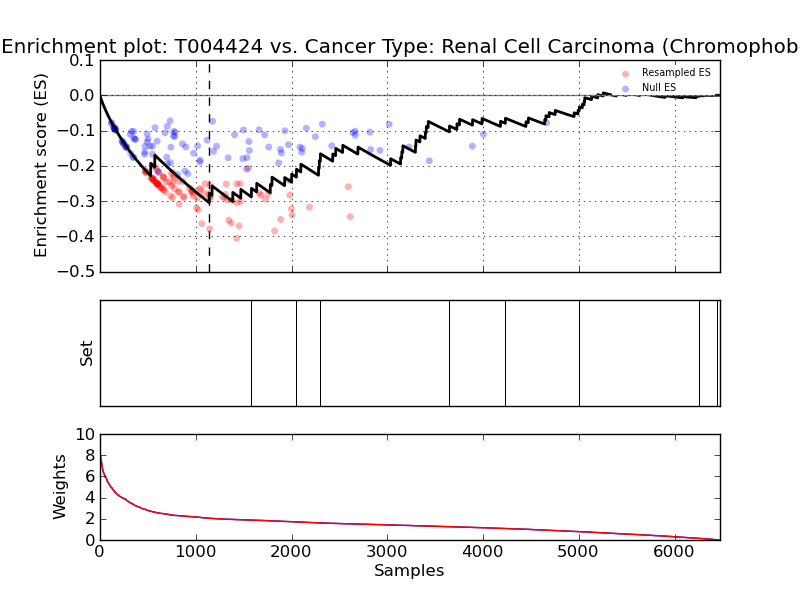 Enrichment plot: T004424 vs. Cancer Type: Renal Cell Carcinoma (Chromophob
0.1
0.0
−0.1
−0.2
−0.3
−0.4
−0.5
Enrichment score (ES)
Resampled ES
Null ES
Set
10
8
6
4
2
0
Weights
0 1000 2000 3000 4000 5000 6000
Samples